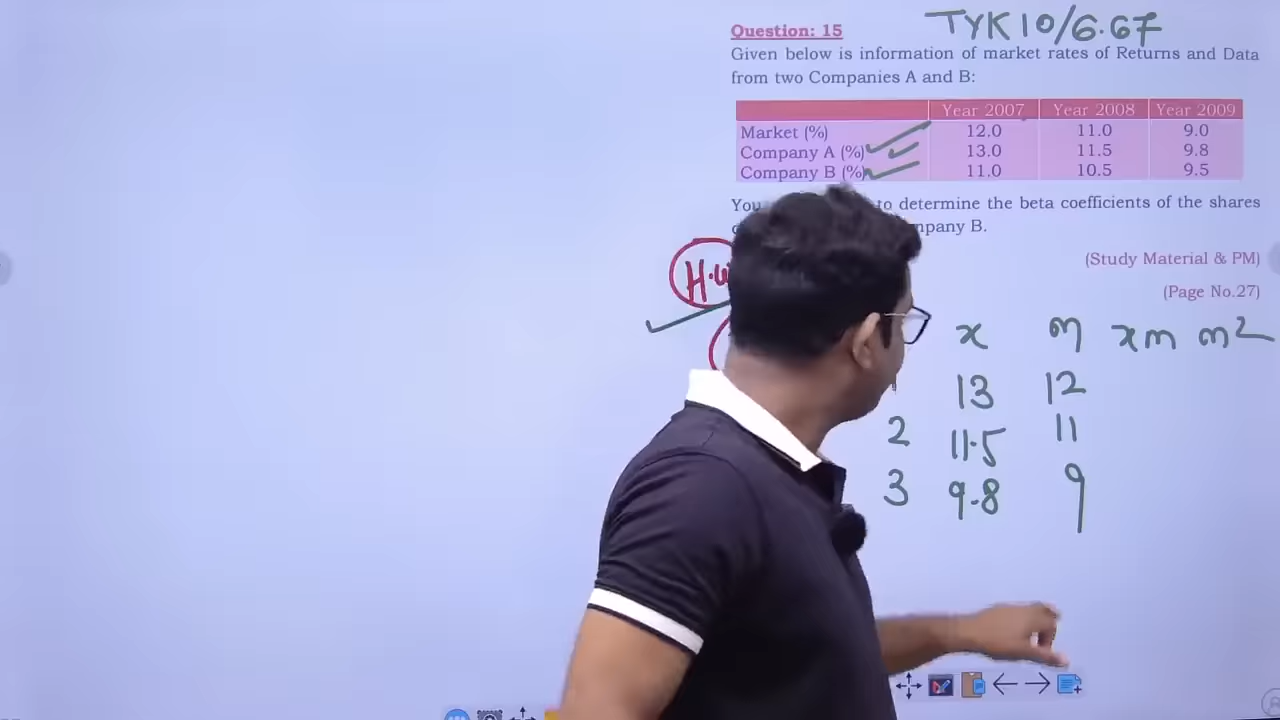 TYK10/6.67
Question: 15
Given below is information of market rates of Returns and Data
from two Companies A and B:
Year 2007 Year 2008 Year 2009
Market (%) 12.0 11.0 9.0
Company A (%) 13.0 11.5 9.8
Company B (%) 11.0 10.5 9.5
You to determine the beta coefficients of the shares
B.
(Study Material & PM)
(Page No.27)
x m xm m2
13 12
2 11.5 11
3 9.8 9